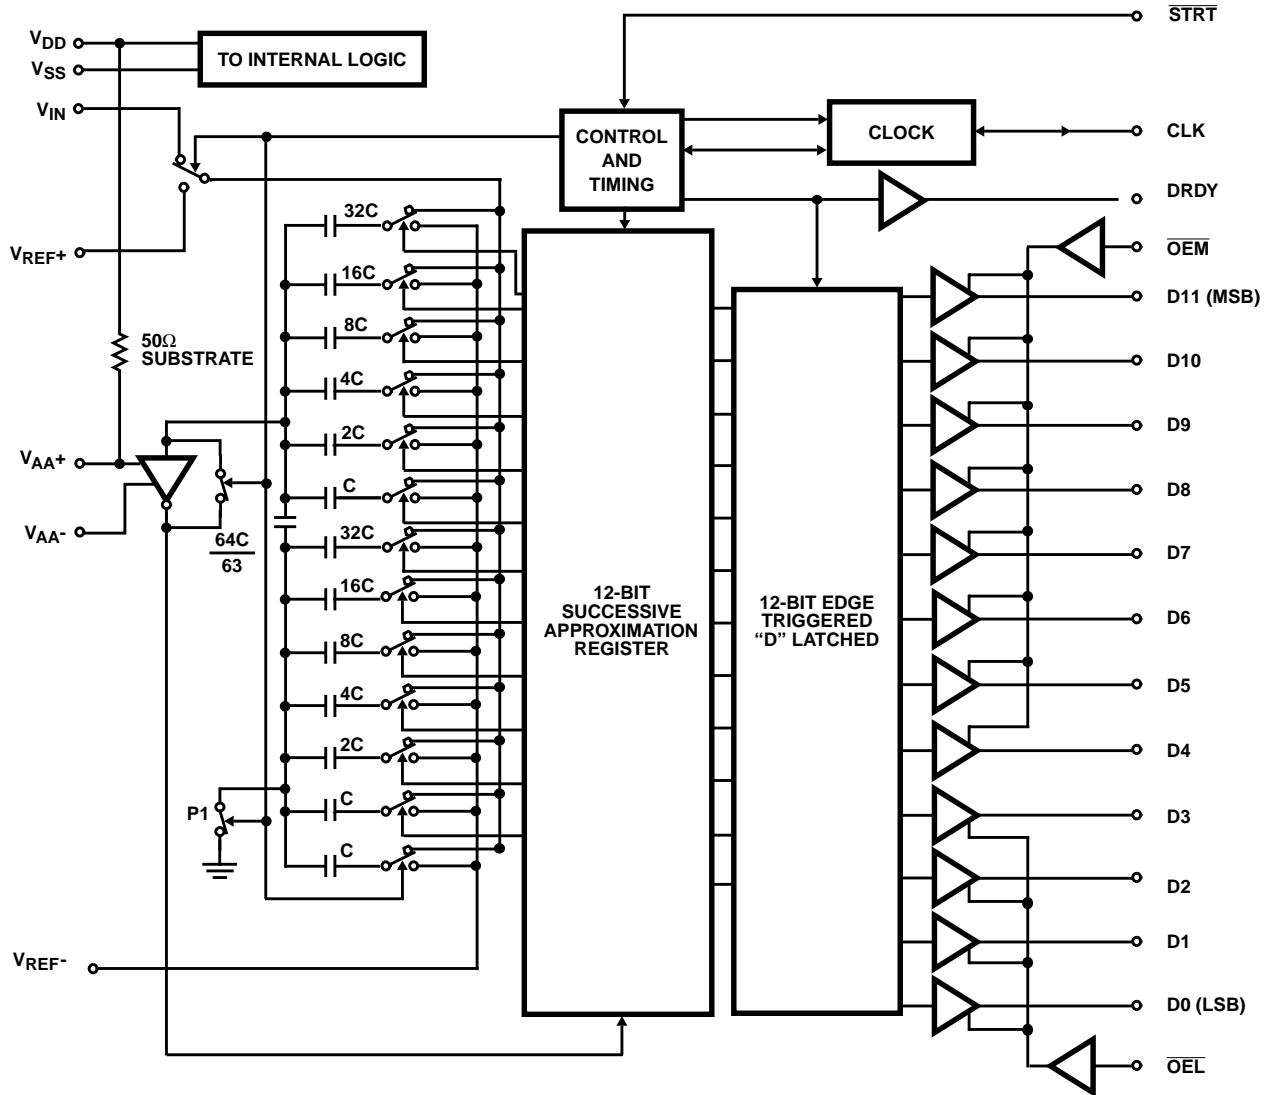 STRT
VDD
TO INTERNAL LOGIC
VSS
VIN
CONTROL
AND
TIMING
CLOCK
CLK
DRDY
32C
VREF+
OEM
16C
D11 (MSB)
8C
50Ω
SUBSTRATE
D10
4C
D9
2C
VAA+
C
D8
VAA-
64C
63
32C
D7
16C
12-BIT
SUCCESSIVE
APPROXIMATION
REGISTER
12-BIT EDGE
TRIGGERED
“D” LATCHED
D6
8C
D5
4C
2C
D4
P1
C
D3
C
D2
D1
VREF-
D0 (LSB)
OEL